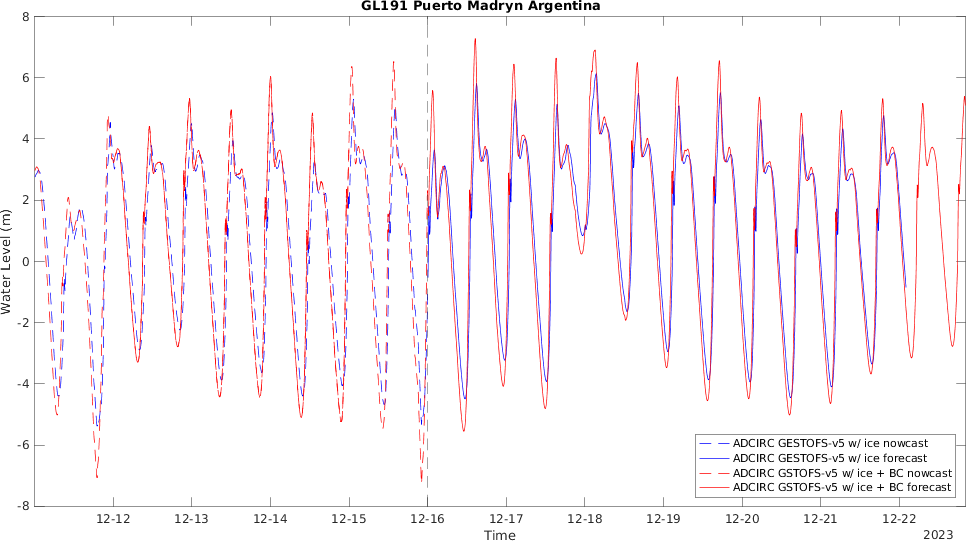 GL191 Puerto Madryn Argentina
8
6
4
2
0
-2
-4
-6
-8
Water Level (m)
ADCIRC GESTOFS-v5 w/ ice nowcast
ADCIRC GESTOFS-v5 w/ ice forecast
ADCIRC GSTOFS-v5 w/ ice + BC nowcast
ADCIRC GSTOFS-v5 w/ ice + BC forecast
12-12 12-13 12-14 12-15 12-16 12-17 12-18 12-19 12-20 12-21 12-22
Time
2023